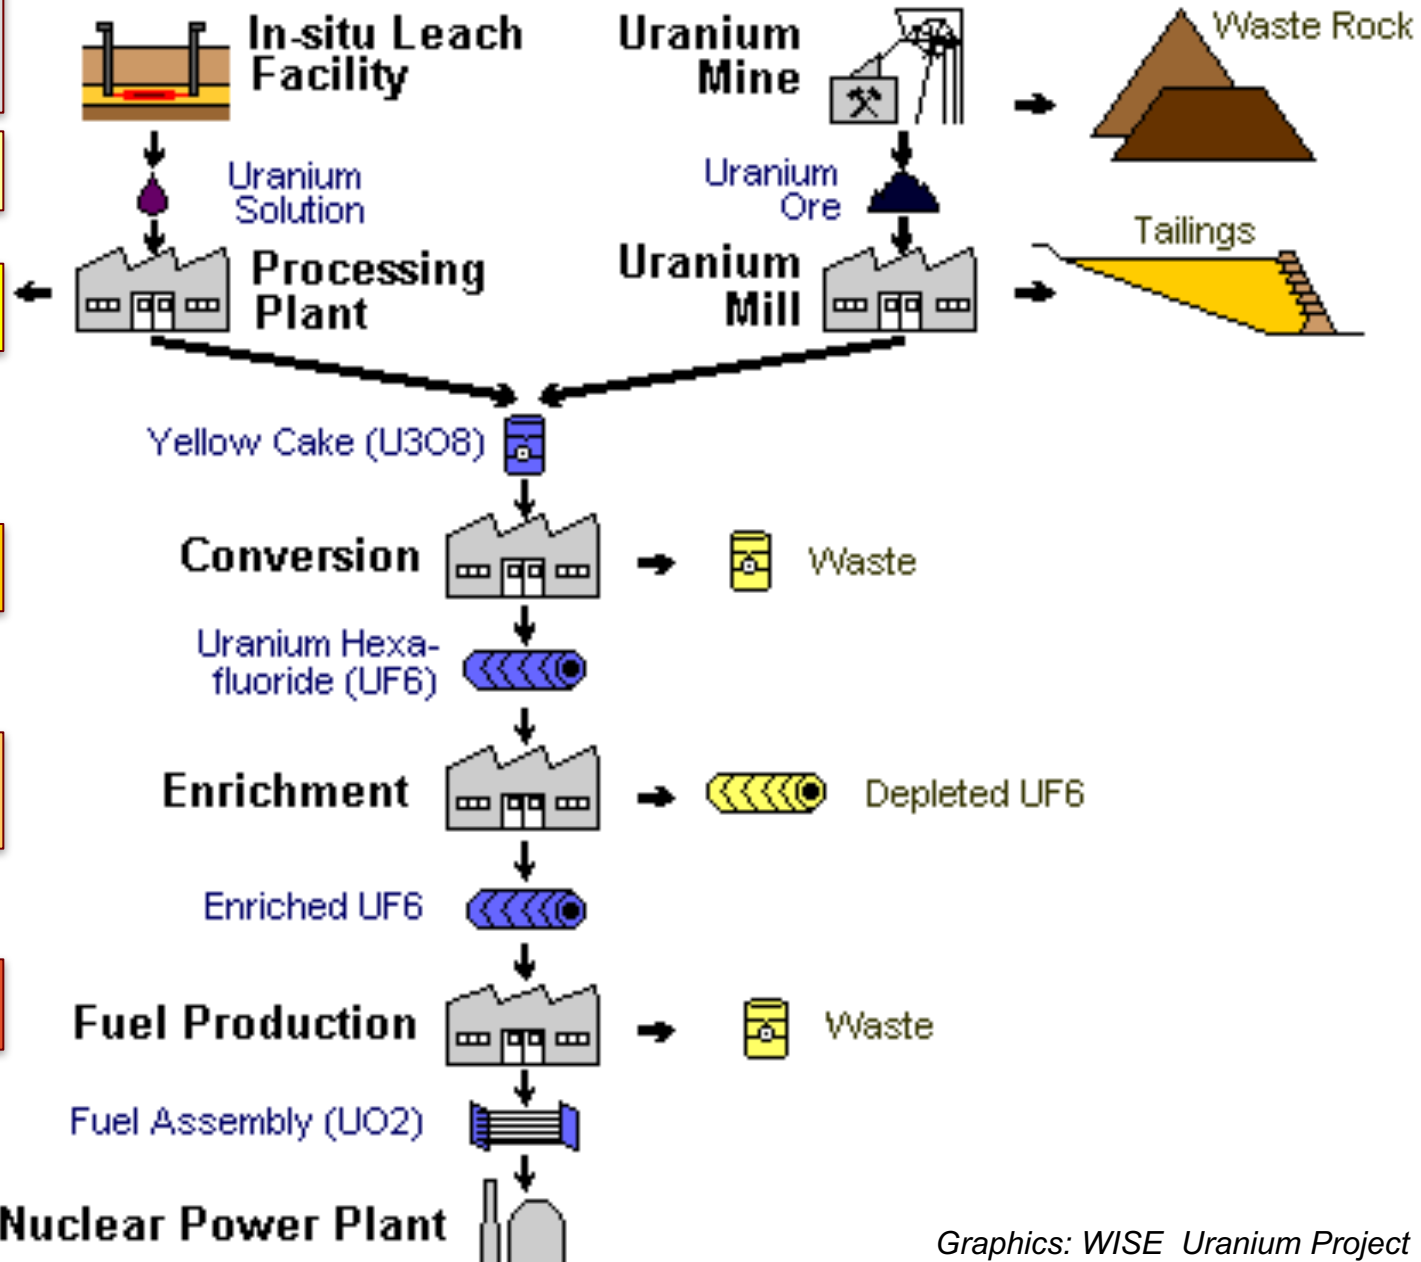 In-situ Leach
Facility
Uranium
Mine
Waste Rock
Uranium
Solution
Uranium
Ore
Processing
Plant
Uranium
Mill
Tailings
Yellow Cake (U3O8)
Conversion
Waste
Uranium Hexa-
fluoride (UF6)
Enrichment
Depleted UF6
Enriched UF6
Fuel Production
Waste
Fuel Assembly (UO2)
Nuclear Power Plant
Graphics: WISE Uranium Project